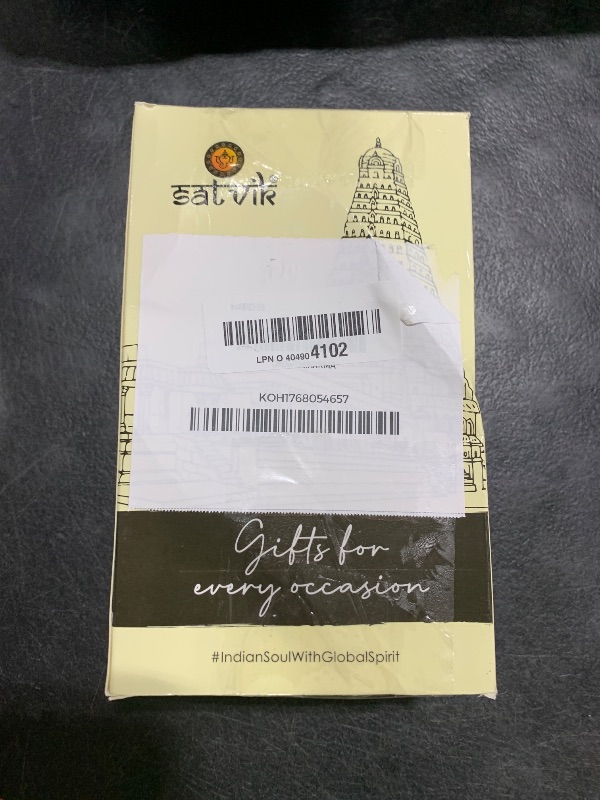 satvik®
LPN O 404904102
KOH1768054657
Gifts for
every occasion
#IndianSoulWithGlobalSpirit